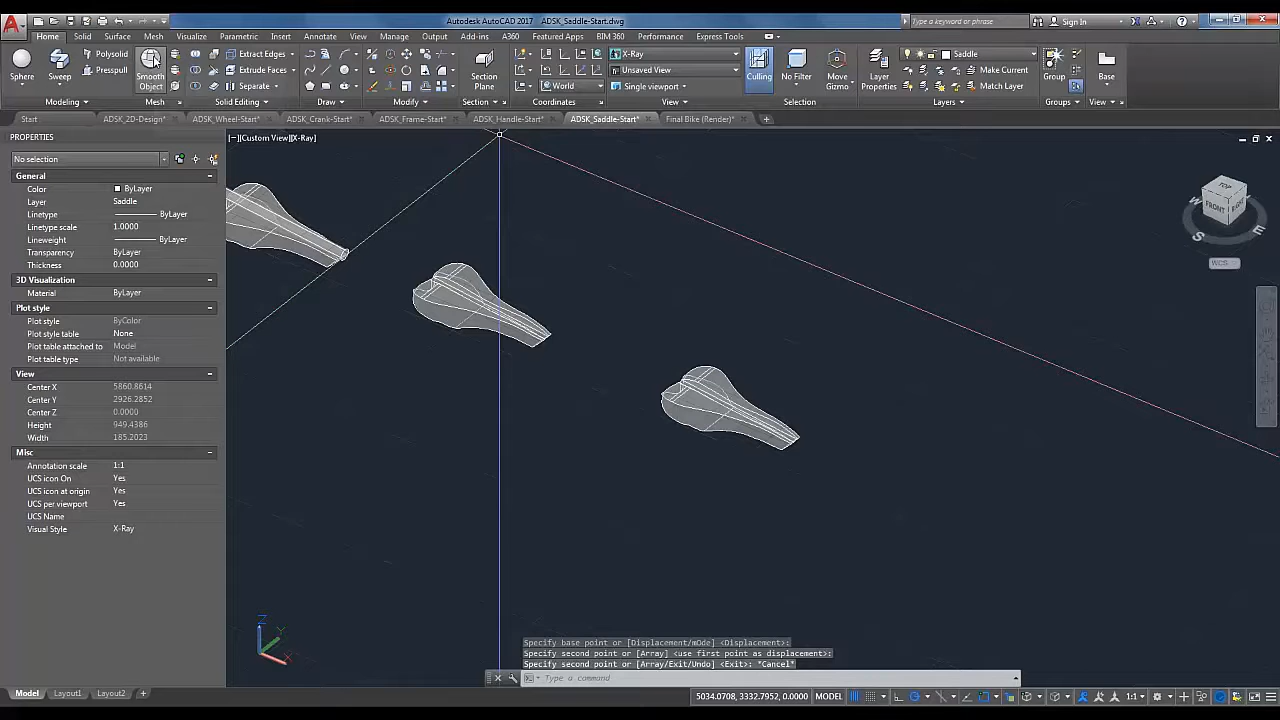 Autodesk AutoCAD 2017 ADSK_Saddle-Start.dwg
Type a keyword or phrase
Sign In
Home Solid Surface Mesh Visualize Parametric Insert Annotate View Manage Output Add-ins A360 Featured Apps BIM 360 Performance Express Tools
Sphere
Sweep
Polysolid
Presspull
Smooth Object
Extract Edges
Extrude Faces
Separate
Section Plane
World
X-Ray
Unsaved View
Single viewport
Culling
No Filter
Move Gizmo
Layer Properties
Saddle
Make Current
Match Layer
Group
Base
Modeling Mesh Solid Editing Draw Modify Section Coordinates View Selection Layers Groups View
Start ADSK_2D-Design* ADSK_Wheel-Start* ADSK_Crank-Start* ADSK_Frame-Start* ADSK_Handle-Start* ADSK_Saddle-Start* Final Bike (Render)*
PROPERTIES
[−][Custom View][X-Ray]
No selection
General
Color ByLayer
Layer Saddle
Linetype ByLayer
Linetype scale 1.0000
Lineweight ByLayer
Transparency ByLayer
Thickness 0.0000
3D Visualization
Material ByLayer
Plot style
Plot style ByColor
Plot style table None
Plot table attached to Model
Plot table type Not available
View
Center X 5860.8614
Center Y 2926.2852
Center Z 0.0000
Height 949.4386
Width 185.2023
Misc
Annotation scale 1:1
UCS icon On Yes
UCS icon at origin Yes
UCS per viewport Yes
UCS Name
Visual Style X-Ray
TOP
FRONT
RIGHT
W
S
E
WCS
Z
Y
X
Specify base point or [Displacement/mOde] <Displacement>:
Specify second point or [Array] <use first point as displacement>:
Specify second point or [Array/Exit/Undo] <Exit>: *Cancel*
Type a command
Model Layout1 Layout2 +
5034.0708, 3332.7952, 0.0000 MODEL 1:1